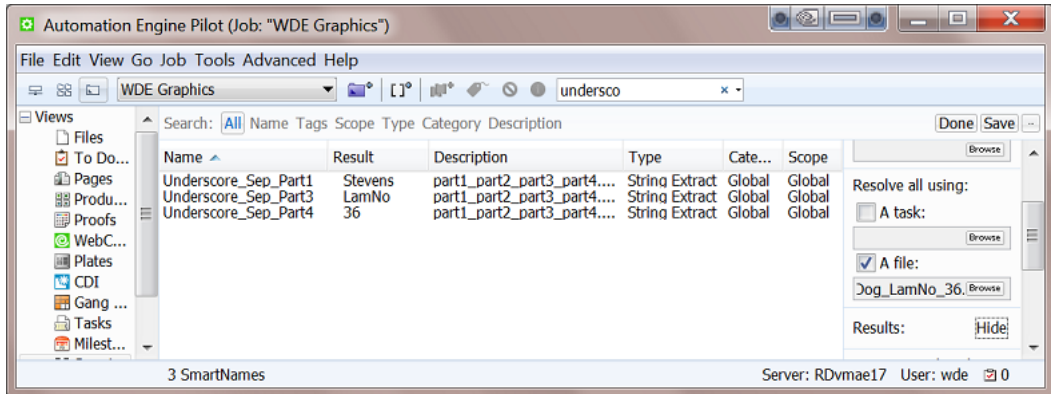 Automation Engine Pilot (Job: "WDE Graphics")
File Edit View Go Job Tools Advanced Help
WDE Graphics
undersco
Views
Files
To Do...
Pages
Produ...
Proofs
WebC...
Plates
CDI
Gang ...
Tasks
Milest...
Search: All Name Tags Scope Type Category Description
Done Save
Name Result Description Type Cate... Scope
Underscore_Sep_Part1 Stevens part1_part2_part3_part4.... String Extract Global Global
Underscore_Sep_Part3 LamNo part1_part2_part3_part4.... String Extract Global Global
Underscore_Sep_Part4 36 part1_part2_part3_part4.... String Extract Global Global
Browse
Resolve all using:
A task:
Browse
A file:
Dog_LamNo_36. Browse
Results: Hide
3 SmartNames
Server: RDvmae17 User: wde 0